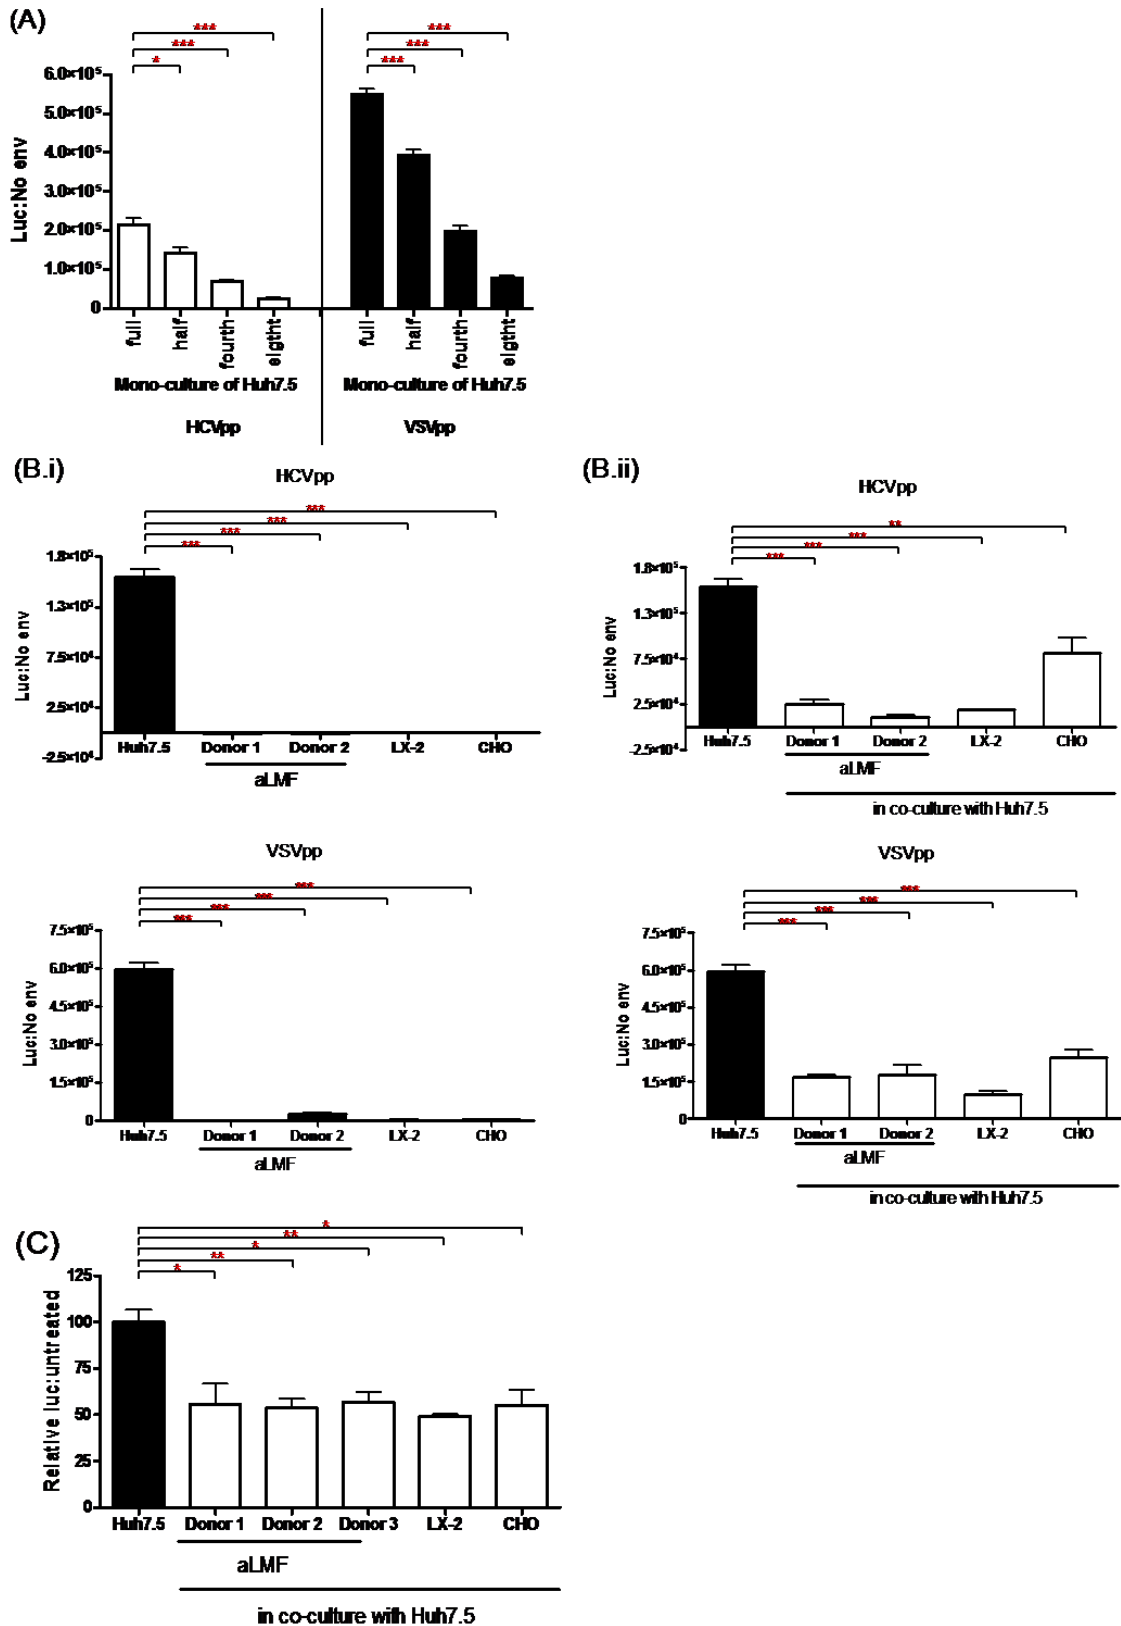 (A)
*** ***
*** ***
* ***
6.0×10⁵
5.0×10⁵
4.0×10⁵
3.0×10⁵
2.0×10⁵
1.0×10⁵
0
Luc:No env
full half fourth eigtht full half fourth eigtht
Mono-culture of Huh7.5 Mono-culture of Huh7.5
HCVpp VSVpp
(B.i)
HCVpp
***
***
***
***
1.8×10⁵
1.3×10⁵
7.5×10⁴
2.5×10⁴
-2.5×10⁴
Luc:No env
Huh7.5 Donor 1 Donor 2 LX-2 CHO
aLMF
(B.ii)
HCVpp
**
***
***
***
1.8×10⁵
1.3×10⁵
7.5×10⁴
2.5×10⁴
-2.5×10⁴
Luc:No env
Huh7.5 Donor 1 Donor 2 LX-2 CHO
aLMF
in co-culture with Huh7.5
VSVpp
***
***
***
***
7.5×10⁵
6.0×10⁵
4.5×10⁵
3.0×10⁵
1.5×10⁵
0
Luc:No env
Huh7.5 Donor 1 Donor 2 LX-2 CHO
aLMF
VSVpp
***
***
***
***
7.5×10⁵
6.0×10⁵
4.5×10⁵
3.0×10⁵
1.5×10⁵
0
Luc:No env
Huh7.5 Donor 1 Donor 2 LX-2 CHO
aLMF
in co-culture with Huh7.5
(C)
*
**
*
**
*
125
100
75
50
25
0
Relative luc:untreated
Huh7.5 Donor 1 Donor 2 Donor 3 LX-2 CHO
aLMF
in co-culture with Huh7.5